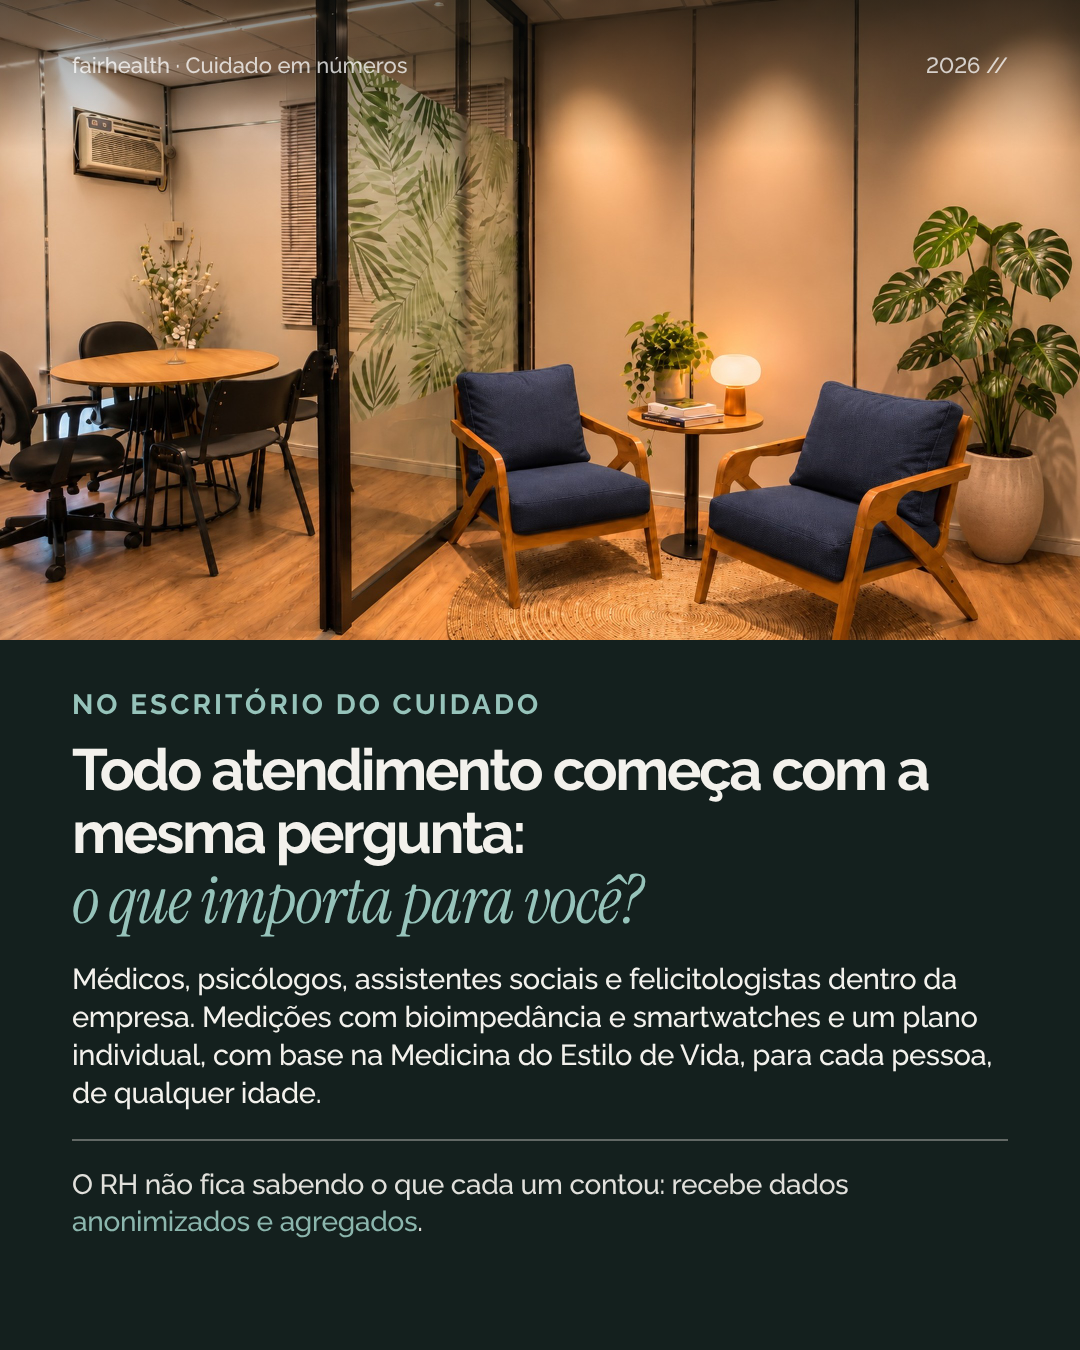 fairhealth · Cuidado em números
2026 //
NO ESCRITÓRIO DO CUIDADO
Todo atendimento começa com a
mesma pergunta:
o que importa para você?
Médicos, psicólogos, assistentes sociais e felicitologistas dentro da
empresa. Medições com bioimpedância e smartwatches e um plano
individual, com base na Medicina do Estilo de Vida, para cada pessoa,
de qualquer idade.
O RH não fica sabendo o que cada um contou: recebe dados
anonimizados e agregados.